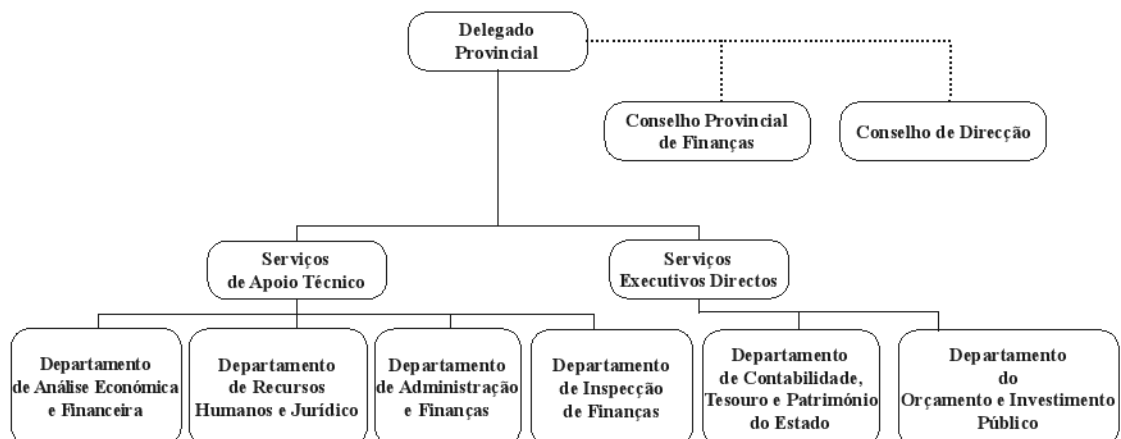 Delegado
Provincial
Conselho Provincial
de Finanças
Conselho de Direcção
Serviços
de Apoio Técnico
Serviços
Executivos Directos
Departamento
de Análise Económica
e Financeira
Departamento
de Recursos
Humanos e Jurídico
Departamento
de Administração
e Finanças
Departamento
de Inspecção
de Finanças
Departamento
de Contabilidade,
Tesouro e Património
do Estado
Departamento
do
Orçamento e Investimento
Público